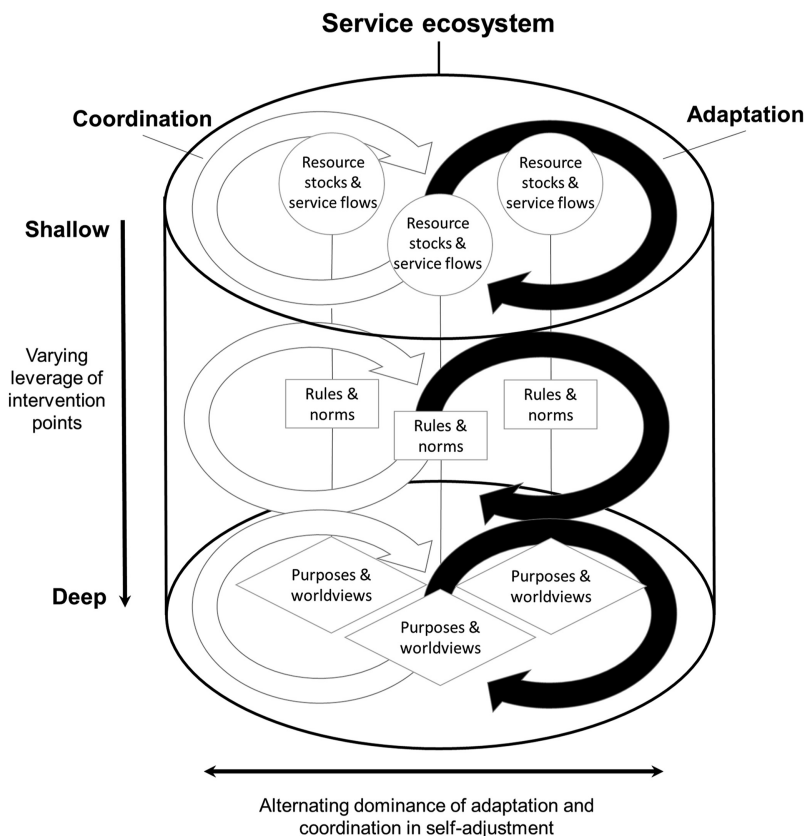 Service ecosystem
Coordination
Adaptation
Resource
stocks &
service flows
Resource
stocks &
service flows
Resource
stocks &
service flows
Shallow
Varying
leverage of
intervention
points
Rules &
norms
Rules &
norms
Rules &
norms
Deep
Purposes &
worldviews
Purposes &
worldviews
Purposes &
worldviews
Alternating dominance of adaptation and
coordination in self-adjustment